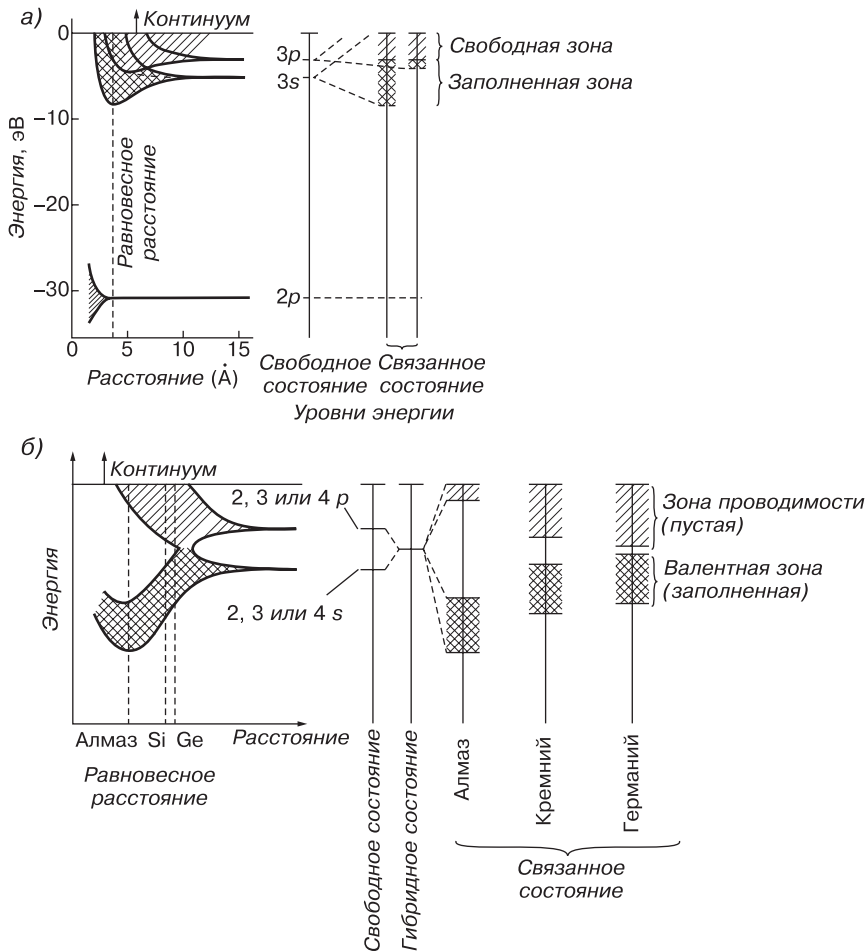 а)
Континуум
0
−10
−20
−30
Энергия, эВ
Равновесное
расстояние
0
5
10
15
Расстояние (Å)
3p
3s
2p
Свободная зона
Заполненная зона
Свободное
состояние
Связанное
состояние
Уровни энергии
б)
Континуум
Энергия
2, 3 или 4 p
2, 3 или 4 s
Зона проводимости
(пустая)
Валентная зона
(заполненная)
Алмаз
Si
Ge
Расстояние
Равновесное
расстояние
Свободное состояние
Гибридное состояние
Алмаз
Кремний
Германий
Связанное
состояние